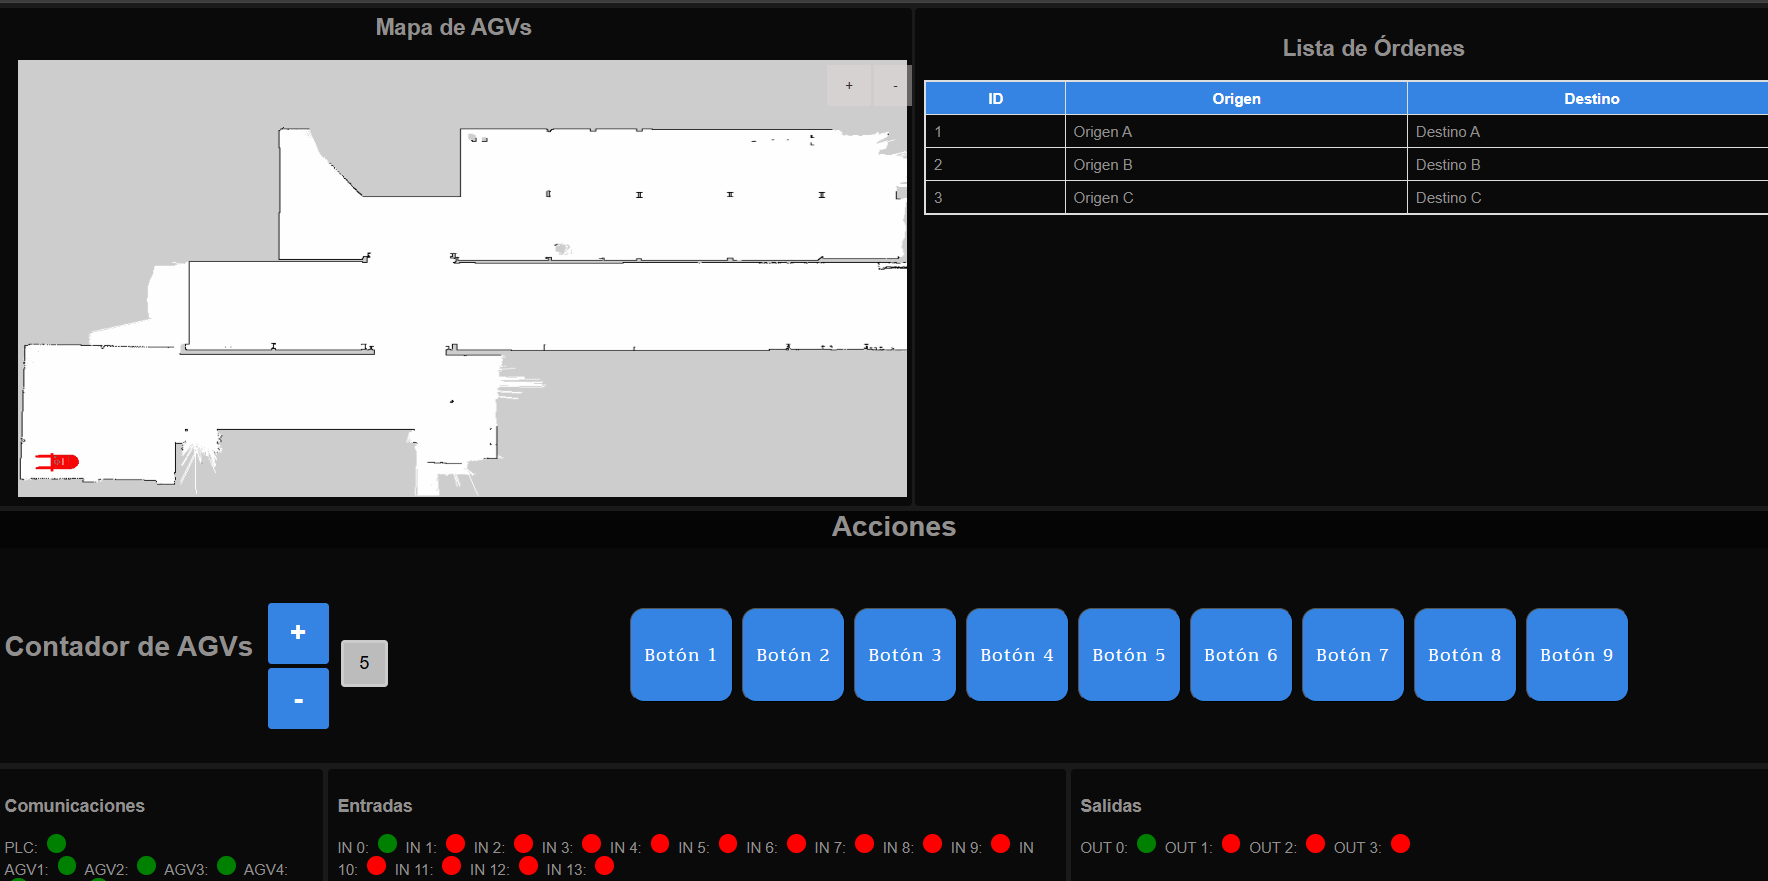 Mapa de AGVs
+ -
Lista de Órdenes
ID Origen Destino
1 Origen A Destino A
2 Origen B Destino B
3 Origen C Destino C
Acciones
Contador de AGVs
+
-
5
Botón 1 Botón 2 Botón 3 Botón 4 Botón 5 Botón 6 Botón 7 Botón 8 Botón 9
Comunicaciones
PLC:
AGV1: AGV2: AGV3: AGV4:
Entradas
IN 0: IN 1: IN 2: IN 3: IN 4: IN 5: IN 6: IN 7: IN 8: IN 9: IN
10: IN 11: IN 12: IN 13:
Salidas
OUT 0: OUT 1: OUT 2: OUT 3: